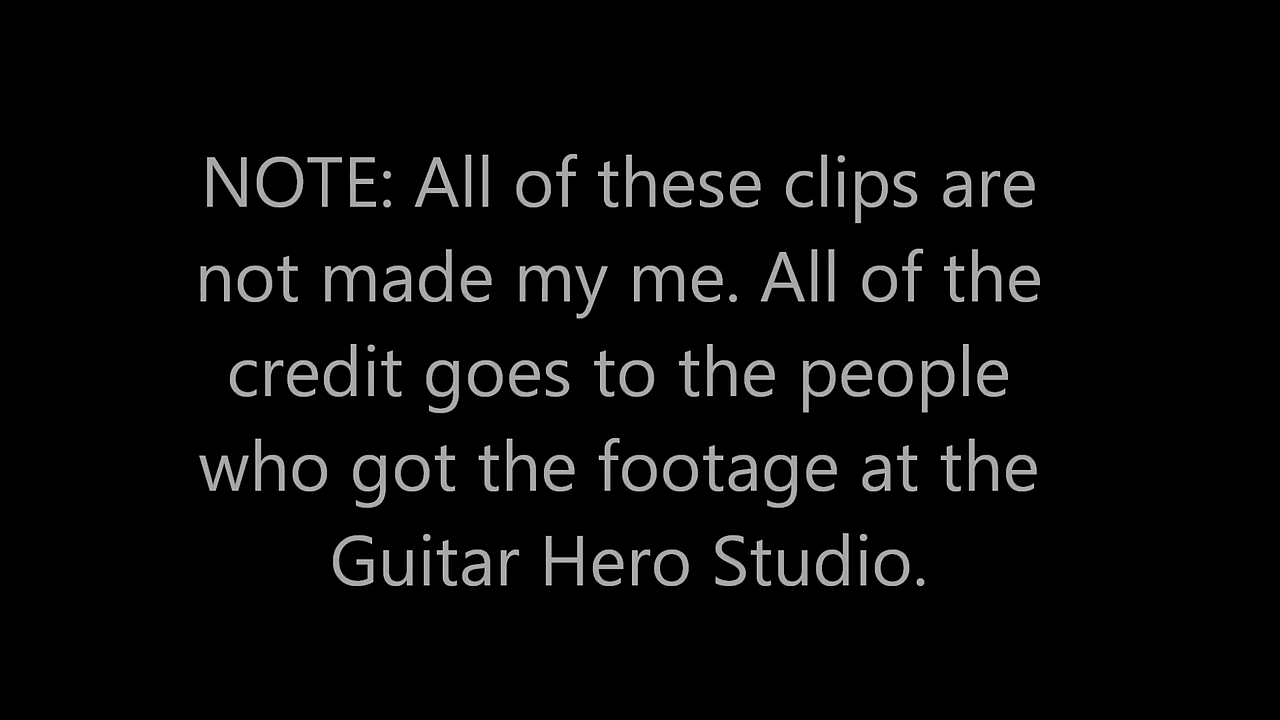 NOTE: All of these clips are
not made my me. All of the
credit goes to the people
who got the footage at the
Guitar Hero Studio.